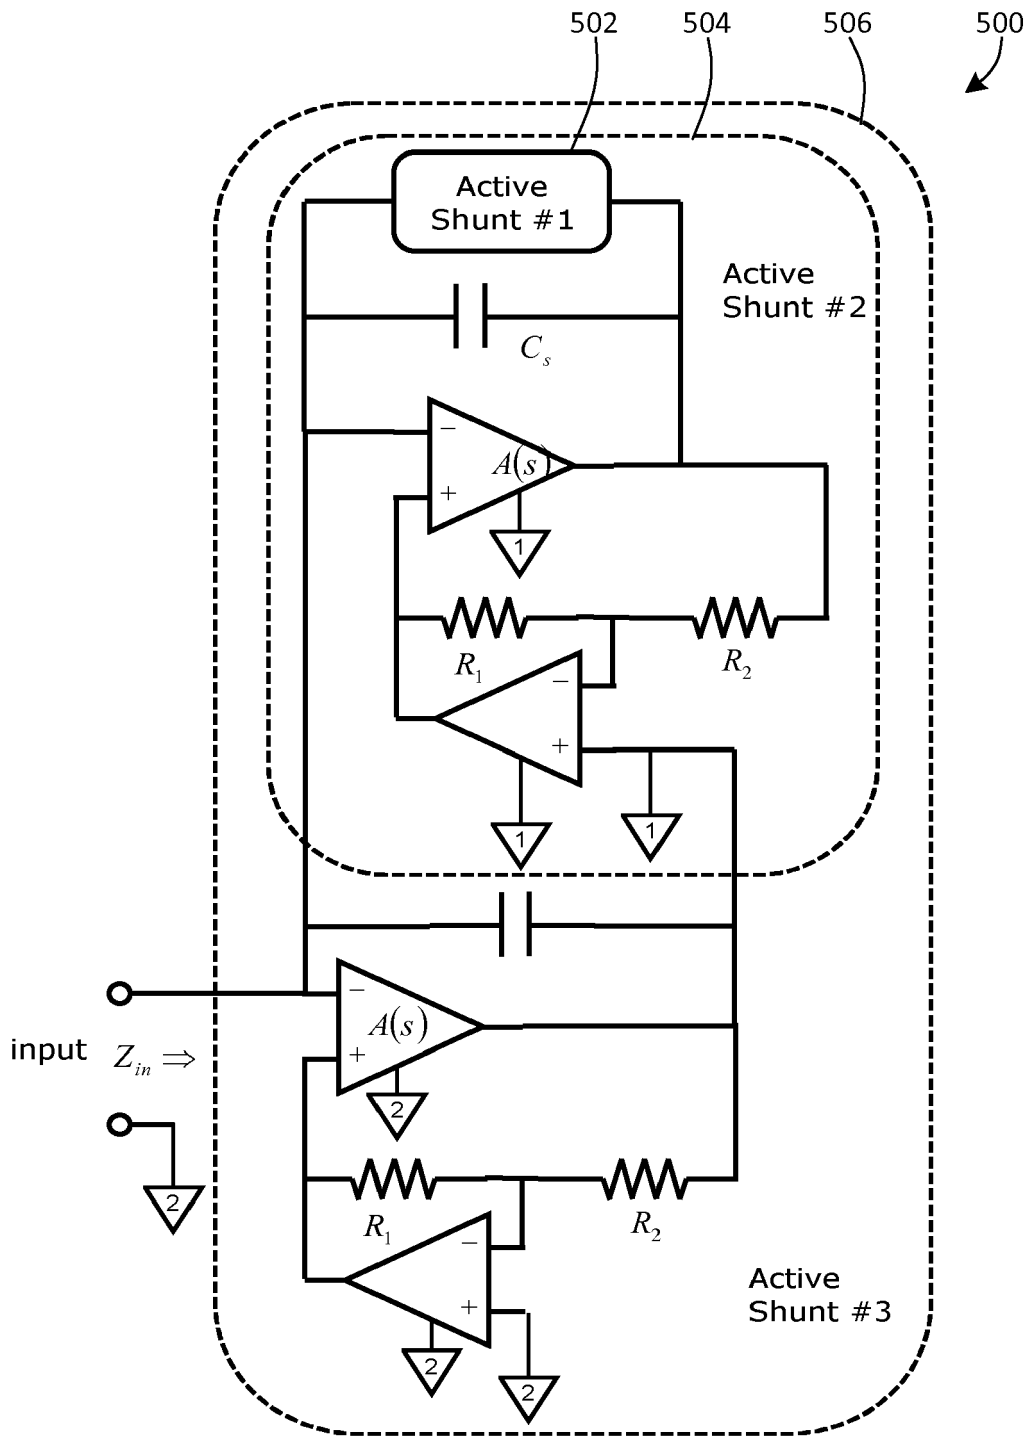 502 504 506 500
Active
Shunt #1
Active
Shunt #2
C_s
−
A(s)
+
1
R_1
R_2
−
+
1
1
−
A(s)
+
input Z_in ⇒
2
2
R_1
R_2
−
+
Active
Shunt #3
2
2